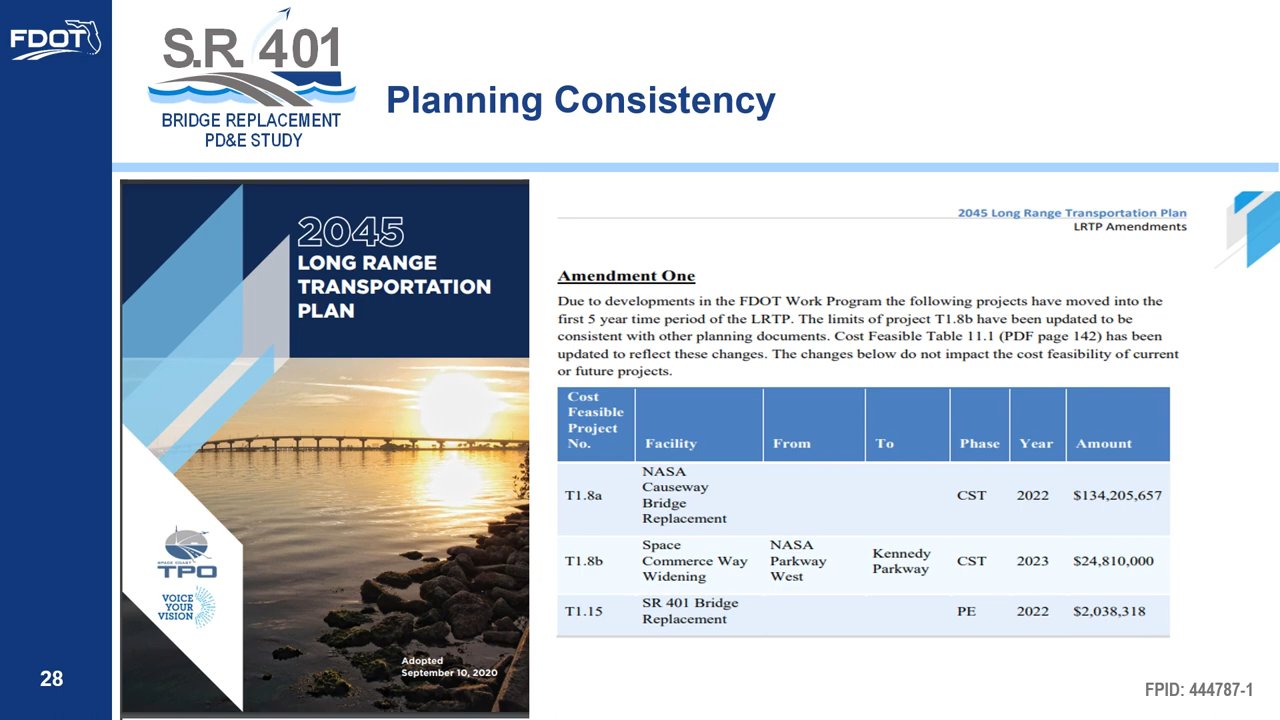 FDOT
S.R. 401
BRIDGE REPLACEMENT
PD&E STUDY
Planning Consistency
2045
LONG RANGE
TRANSPORTATION
PLAN
SPACE COAST
TPO
VOICE
YOUR
VISION
Adopted
September 10, 2020
2045 Long Range Transportation Plan
LRTP Amendments
Amendment One
Due to developments in the FDOT Work Program the following projects have moved into the
first 5 year time period of the LRTP. The limits of project T1.8b have been updated to be
consistent with other planning documents. Cost Feasible Table 11.1 (PDF page 142) has been
updated to reflect these changes. The changes below do not impact the cost feasibility of current
or future projects.
Cost
Feasible
Project
No. Facility From To Phase Year Amount
NASA
Causeway
T1.8a Bridge CST 2022 $134,205,657
Replacement
Space NASA
T1.8b Commerce Way Parkway Kennedy CST 2023 $24,810,000
Widening West Parkway
SR 401 Bridge
T1.15 Replacement PE 2022 $2,038,318
28
FPID: 444787-1